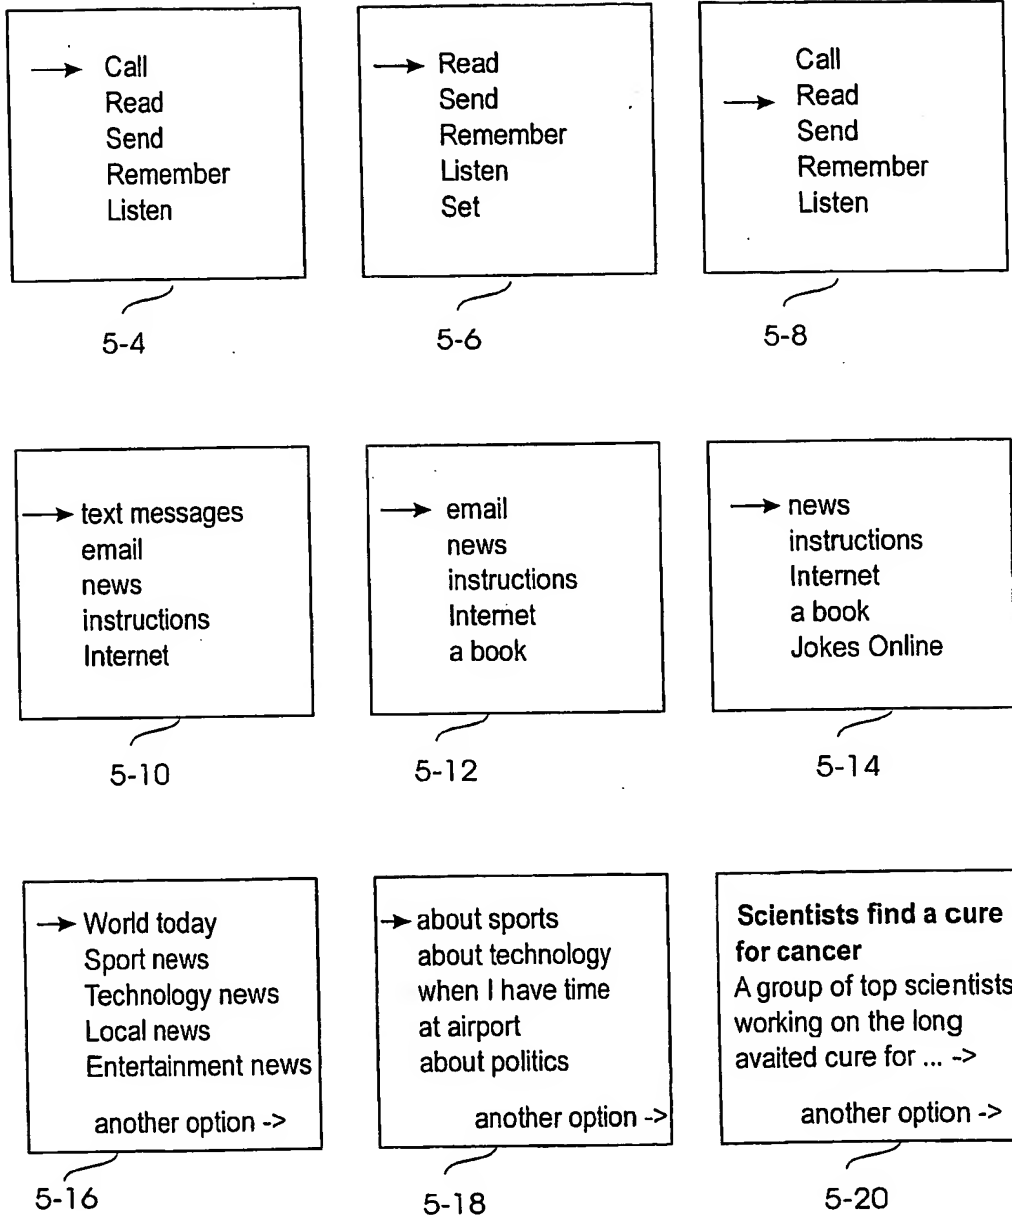 Call
Read
Send
Remember
Listen
5-4
Read
Send
Remember
Listen
Set
5-6
Call
Read
Send
Remember
Listen
5-8
text messages
email
news
instructions
Internet
5-10
email
news
instructions
Internet
a book
5-12
news
instructions
Internet
a book
Jokes Online
5-14
World today
Sport news
Technology news
Local news
Entertainment news
another option ->
5-16
about sports
about technology
when I have time
at airport
about politics
another option ->
5-18
Scientists find a cure
for cancer
A group of top scientists
working on the long
avaited cure for ... ->
another option ->
5-20